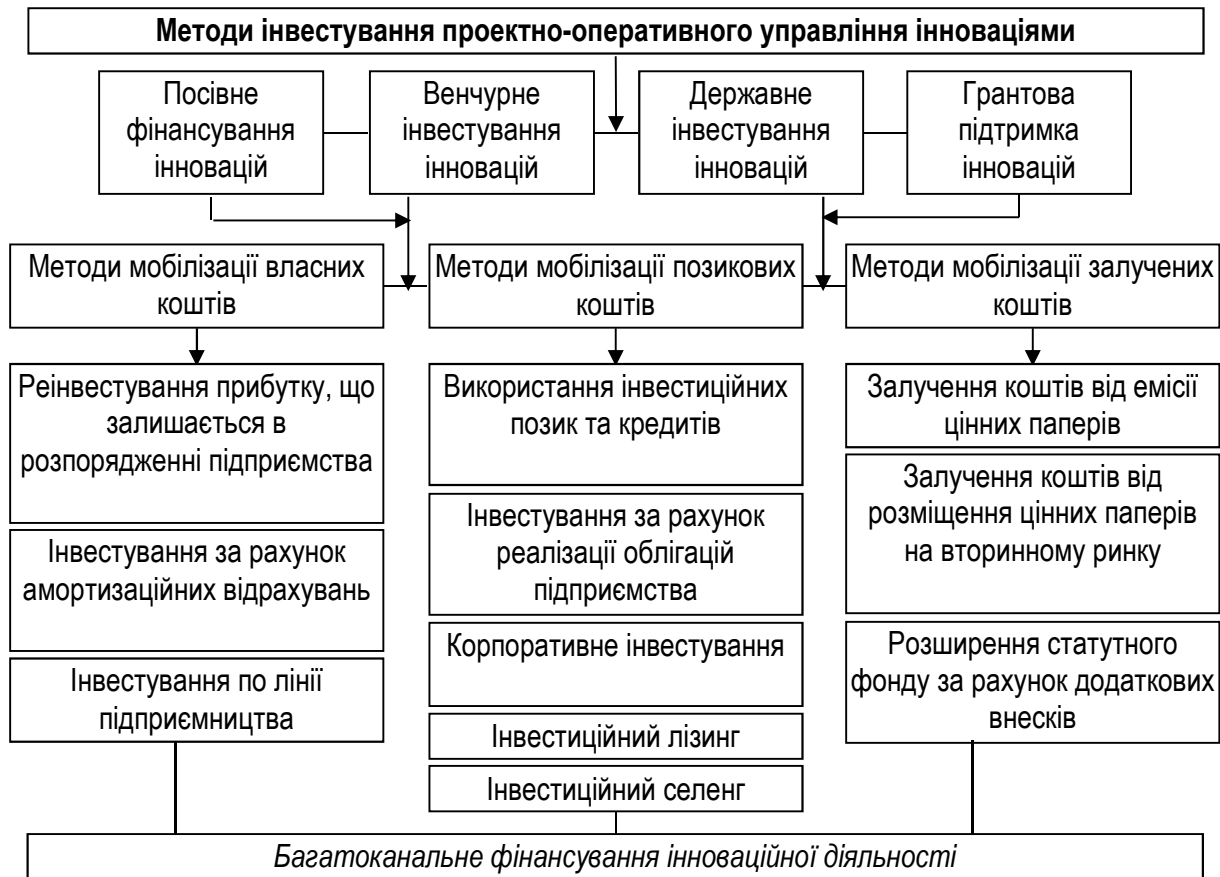 Методи інвестування проектно-оперативного управління інноваціями
Посівне
фінансування
інновацій
Венчурне
інвестування
інновацій
Державне
інвестування
інновацій
Грантова
підтримка
інновацій
Методи мобілізації власних
коштів
Методи мобілізації позикових
коштів
Методи мобілізації залучених
коштів
Реінвестування прибутку, що
залишається в
розпорядженні підприємства
Інвестування за рахунок
амортизаційних відрахувань
Інвестування по лінії
підприємництва
Використання інвестиційних
позик та кредитів
Інвестування за рахунок
реалізації облігацій
підприємства
Корпоративне інвестування
Інвестиційний лізинг
Інвестиційний селенг
Залучення коштів від емісії
цінних паперів
Залучення коштів від
розміщення цінних паперів
на вторинному ринку
Розширення статутного
фонду за рахунок додаткових
внесків
Багатоканальне фінансування інноваційної діяльності